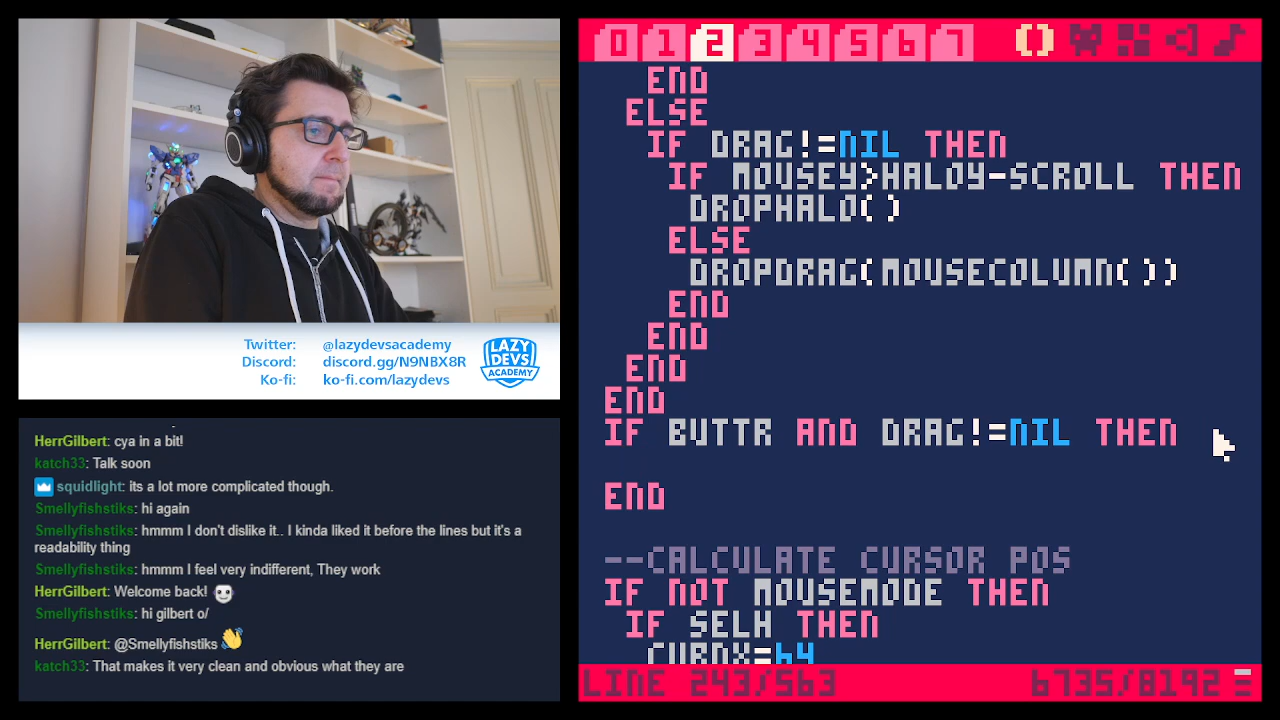 Twitter: @lazydevsacademy
Discord: discord.gg/N9NBX8R
Ko-fi: ko-fi.com/lazydevs
LAZY
DEVS
ACADEMY
HerrGilbert: cya in a bit!
katch33: Talk soon
squidlight: its a lot more complicated though.
Smellyfishstiks: hi again
Smellyfishstiks: hmmm I don't dislike it.. I kinda liked it before the lines but it's a
readability thing
Smellyfishstiks: hmmm I feel very indifferent, They work
HerrGilbert: Welcome back!
Smellyfishstiks: hi gilbert o/
HerrGilbert: @Smellyfishstiks
katch33: That makes it very clean and obvious what they are
0 1 2 3 4 5 6 7 ()
END
ELSE
IF DRAG!=NIL THEN
IF MOUSEY>HALOY-SCROLL THEN
DROPHALO()
ELSE
DROPDRAG(MOUSECOLUMN())
END
END
END
END
IF BUTTR AND DRAG!=NIL THEN
END
--CALCULATE CURSOR POS
IF NOT MOUSEMODE THEN
IF SELH THEN
CURDX=64
LINE 243/563 6735/8192